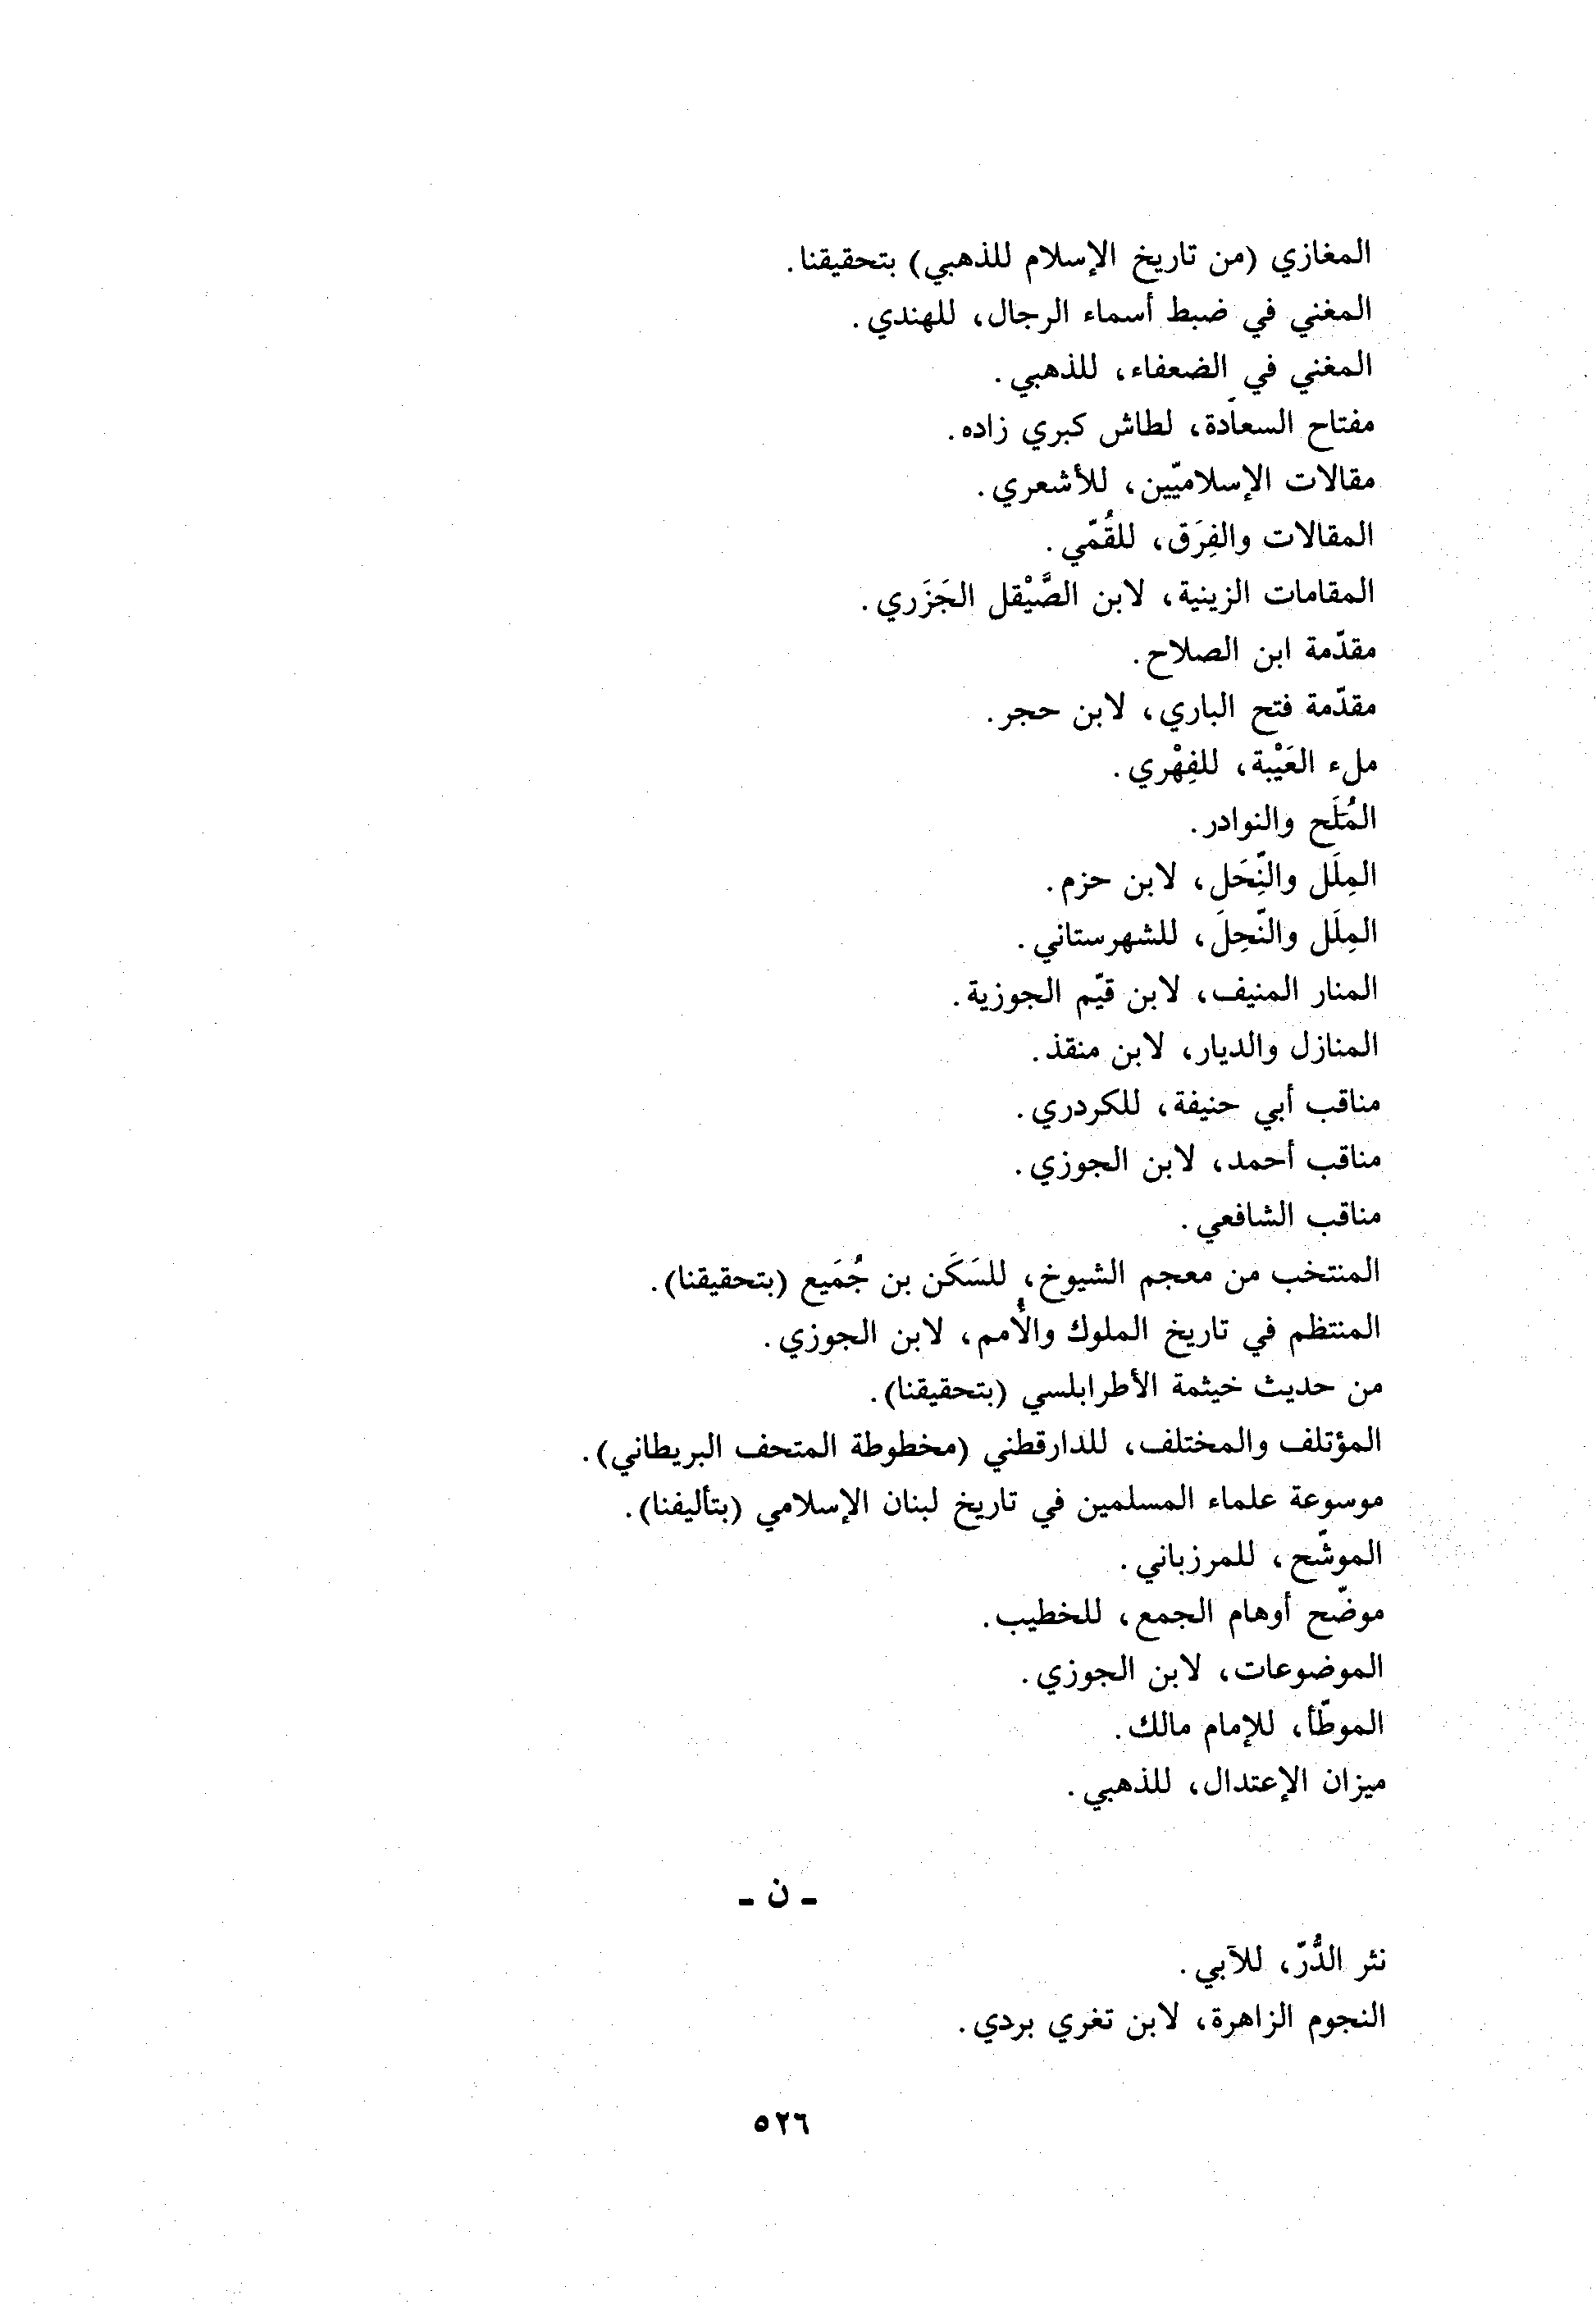 المغازي (من تاريخ الإسلام للذهبي) بتحقيقنا.
المغني في ضبط أسماء الرجال، للهندي.
المغني في الضعفاء، للذهبي.
مفتاح السعادة، لطاش كبري زاده.
مقالات الإسلاميّين، للأشعري.
المقالات والفِرَق، للقُمّي.
المقامات الزينية، لابن الصَّيْقل الجَزَري.
مقدّمة ابن الصلاح.
مقدّمة فتح الباري، لابن حجر.
ملء العَيْبة، للفِهْري.
المُلَح والنوادر.
المِلَل والنِّحَل، لابن حزم.
المِلَل والنّحِلَ، للشهرستاني.
المنار المنيف، لابن قيّم الجوزية.
المنازل والديار، لابن منقذ.
مناقب أبي حنيفة، للكردري.
مناقب أحمد، لابن الجوزي.
مناقب الشافعي.
المنتخب من معجم الشيوخ، للسَكَن بن جُمَيع (بتحقيقنا).
المنتظم في تاريخ الملوك والأُمم، لابن الجوزي.
من حديث خيثمة الأطرابلسي (بتحقيقنا).
المؤتلف والمختلف، للدارقطني (مخطوطة المتحف البريطاني).
موسوعة علماء المسلمين في تاريخ لبنان الإسلامي (بتأليفنا).
الموشّح، للمرزباني.
موضّح أوهام الجمع، للخطيب.
الموضوعات، لابن الجوزي.
الموطّأ، للإمام مالك.
ميزان الإعتدال، للذهبي.
- ن -
نثر الدُّرّ، للآبي.
النجوم الزاهرة، لابن تغري بردي.
٥٢٦